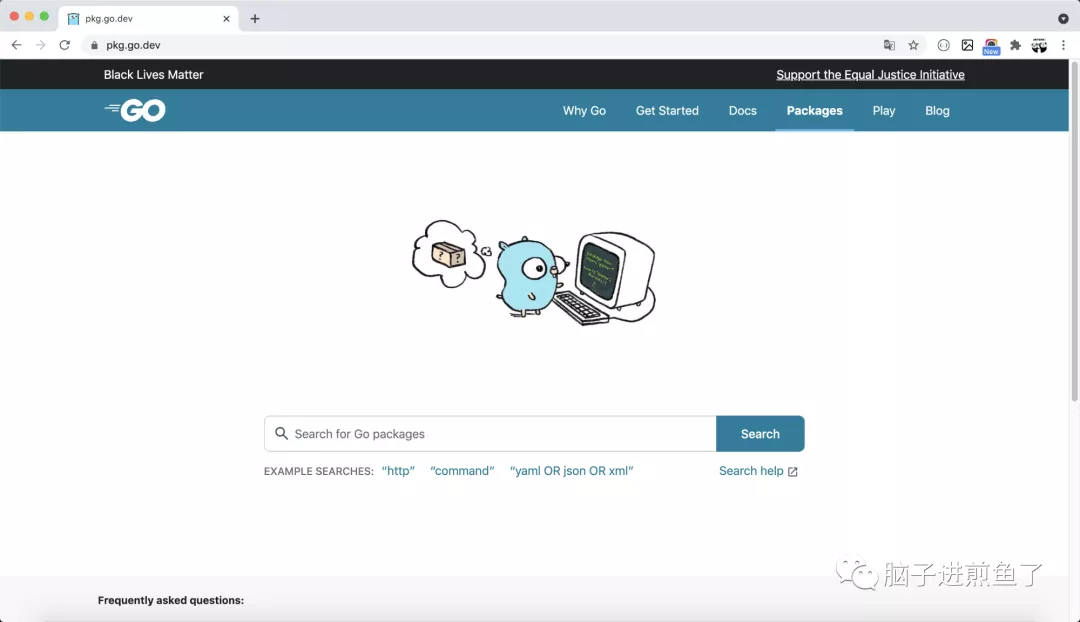 pkg.go.dev
pkg.go.dev
New
Black Lives Matter
Support the Equal Justice Initiative
GO
Why Go
Get Started
Docs
Packages
Play
Blog
? ?
Search for Go packages
Search
EXAMPLE SEARCHES: “http” “command” “yaml OR json OR xml”
Search help
脑子进煎鱼了
Frequently asked questions: